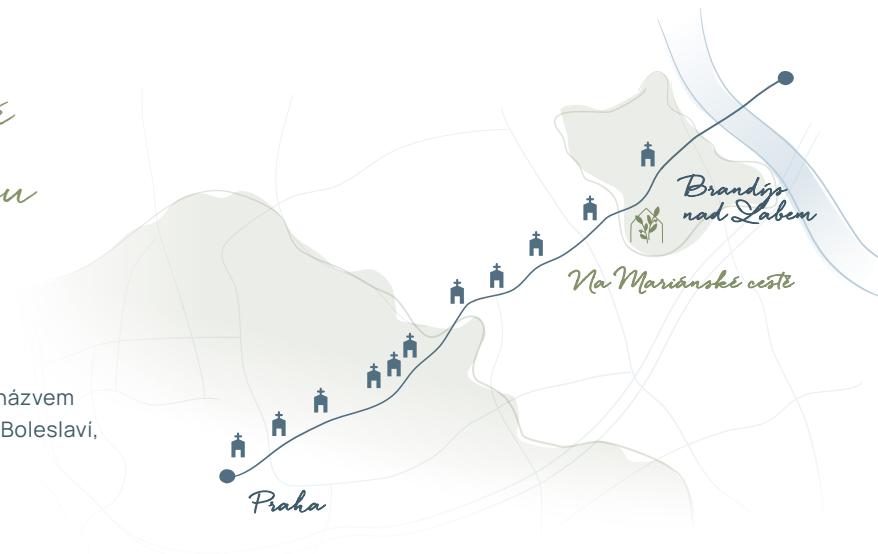 Brandýs
nad Labem
Na Mariánské cestě
názvem
Boleslaví,
Praha